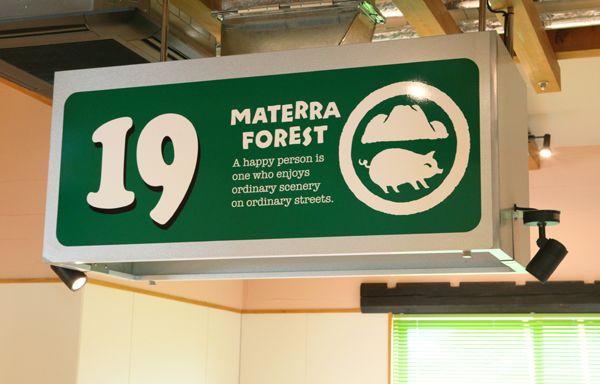 19
MATERRA
FOREST
A happy person is
one who enjoys
ordinary scenery
on ordinary streets.